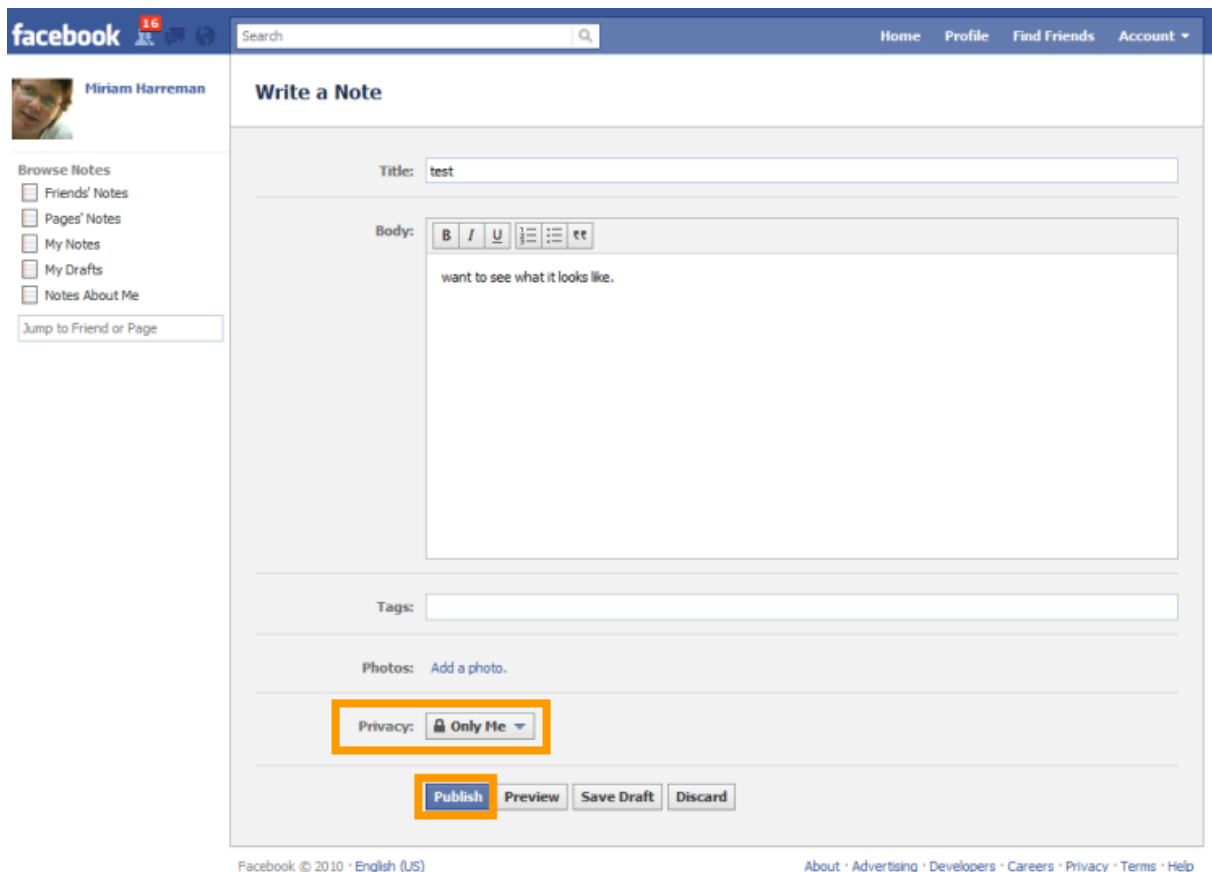 facebook 16 Search Home Profile Find Friends Account
Miriam Harreman
Write a Note
Browse Notes
Friends' Notes
Pages' Notes
My Notes
My Drafts
Notes About Me
Jump to Friend or Page
Title: test
Body: B I U
want to see what it looks like.
Tags:
Photos: Add a photo.
Privacy: Only Me
Publish Preview Save Draft Discard
Facebook © 2010 · English (US) About · Advertising · Developers · Careers · Privacy · Terms · Help